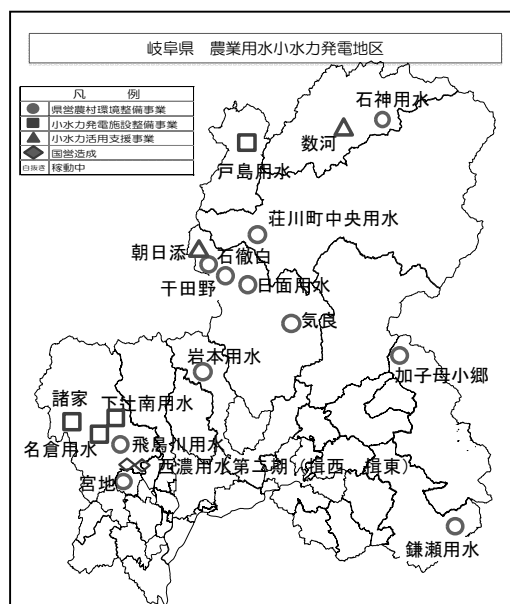 岐阜県 農業用水小水力発電地区
凡 例
県営農村環境整備事業
小水力発電施設整備事業
小水力活用支援事業
国営造成
白抜き 稼動中
石神用水
数河
戸島用水
荘川町中央用水
朝日添
石徹白
干田野
日面用水
気良
岩本用水
加子母小郷
諸家
下辻南用水
名倉用水
飛鳥川用水
西濃用水第二期（揖西、揖東）
宮地
鎌瀬用水